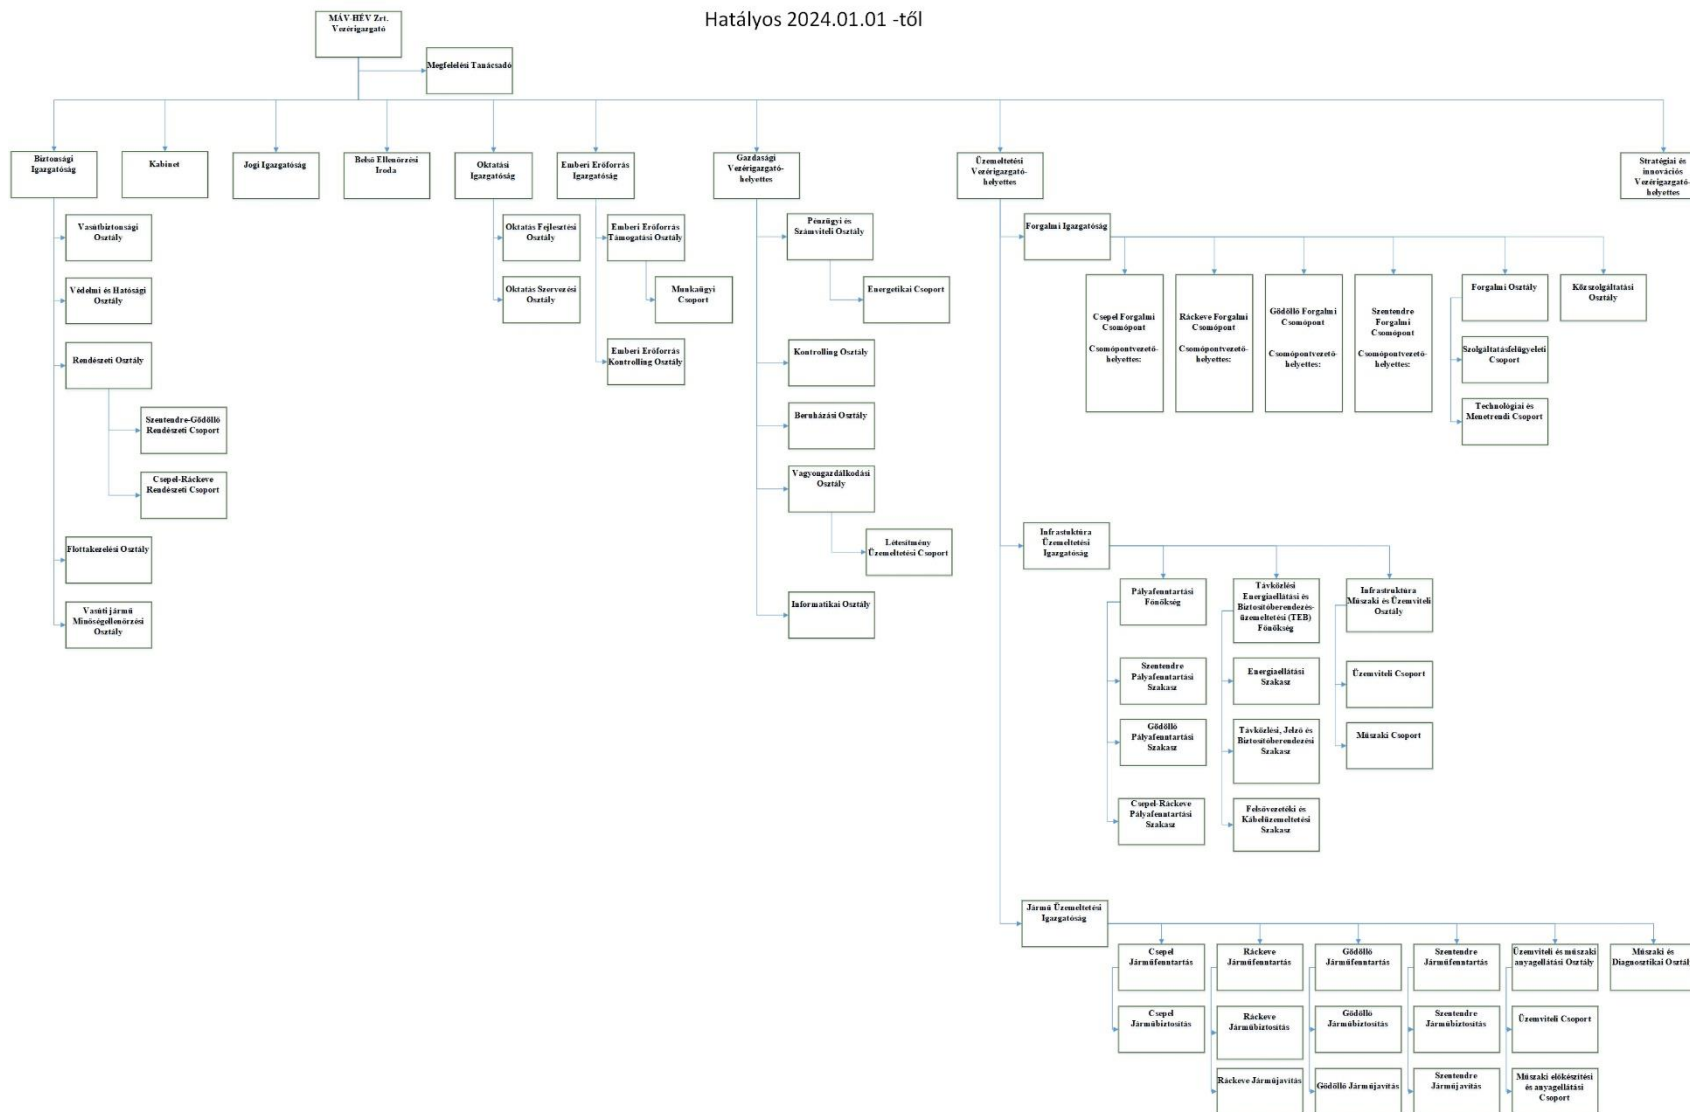 Hatályos 2024.01.01 -től
MÁV-HÉV Zrt.
Vezérigazgató
Megfelelési Tanácsadó
Biztonsági
Igazgatóság
Kabinet
Jogi Igazgatóság
Belső Ellenőrzési
Iroda
Oktatási
Igazgatóság
Emberi Erőforrás
Igazgatóság
Gazdasági
Vezérigazgató-
helyettes
Üzemeltetési
Vezérigazgató-
helyettes
Stratégiai és
innovációs
Vezérigazgató-
helyettes
Vasútbiztonsági
Osztály
Védelmi és Hatósági
Osztály
Rendészeti Osztály
Szentendre-Gödöllő
Rendészeti Csoport
Csepel-Ráckeve
Rendészeti Csoport
Flottakezelési Osztály
Vasúti jármű
Minőségellenőrzési
Osztály
Oktatás Fejlesztési
Osztály
Oktatás Szervezési
Osztály
Emberi Erőforrás
Támogatási Osztály
Munkaügyi
Csoport
Emberi Erőforrás
Kontrolling Osztály
Pénzügyi és
Számviteli Osztály
Energetikai Csoport
Kontrolling Osztály
Beruházási Osztály
Vagyongazdálkodási
Osztály
Létesítmény
Üzemeltetési Csoport
Informatikai Osztály
Forgalmi Igazgatóság
Csepel Forgalmi
Csomópont
Csomópontvezető-
helyettes:
Ráckeve Forgalmi
Csomópont
Csomópontvezető-
helyettes:
Gödöllő Forgalmi
Csomópont
Csomópontvezető-
helyettes:
Szentendre
Forgalmi
Csomópont
Csomópontvezető-
helyettes:
Forgalmi Osztály
Szolgáltatásfelügyeleti
Csoport
Technológiai és
Menetrendi Csoport
Közszolgáltatási
Osztály
Infastuktúra
Üzemeltetési
Igazgatóság
Pályafenntartási
Főnökség
Szentendre
Pályafenntartási
Szakasz
Gödöllő
Pályafenntartási
Szakasz
Csepel-Ráckeve
Pályafenntartási
Szakasz
Távközlési
Energiaellátási és
Biztosítóberendezés-
üzemeltetési (TEB)
Főnökség
Energiaellátási
Szakasz
Távközlési, Jelző és
Biztosítóberendezési
Szakasz
Felsővezetéki és
Kábelüzemeltetési
Szakasz
Infrastruktúra
Műszaki és Üzemviteli
Osztály
Üzemviteli Csoport
Műszaki Csoport
Jármű Üzemeltetési
Igazgatóság
Csepel
Járműfenntartás
Csepel
Járműbiztosítás
Ráckeve
Járműfenntartás
Ráckeve
Járműbiztosítás
Ráckeve Járműjavítás
Gödöllő
Járműfenntartás
Gödöllő
Járműbiztosítás
Gödöllő Járműjavítás
Szentendre
Járműfenntartás
Szentendre
Járműbiztosítás
Szentendre
Járműjavítás
Üzemviteli és műszaki
anyagellátási Osztály
Üzemviteli Csoport
Műszaki előkészítési
és anyagellátási
Csoport
Műszaki és
Diagnosztikai Osztály